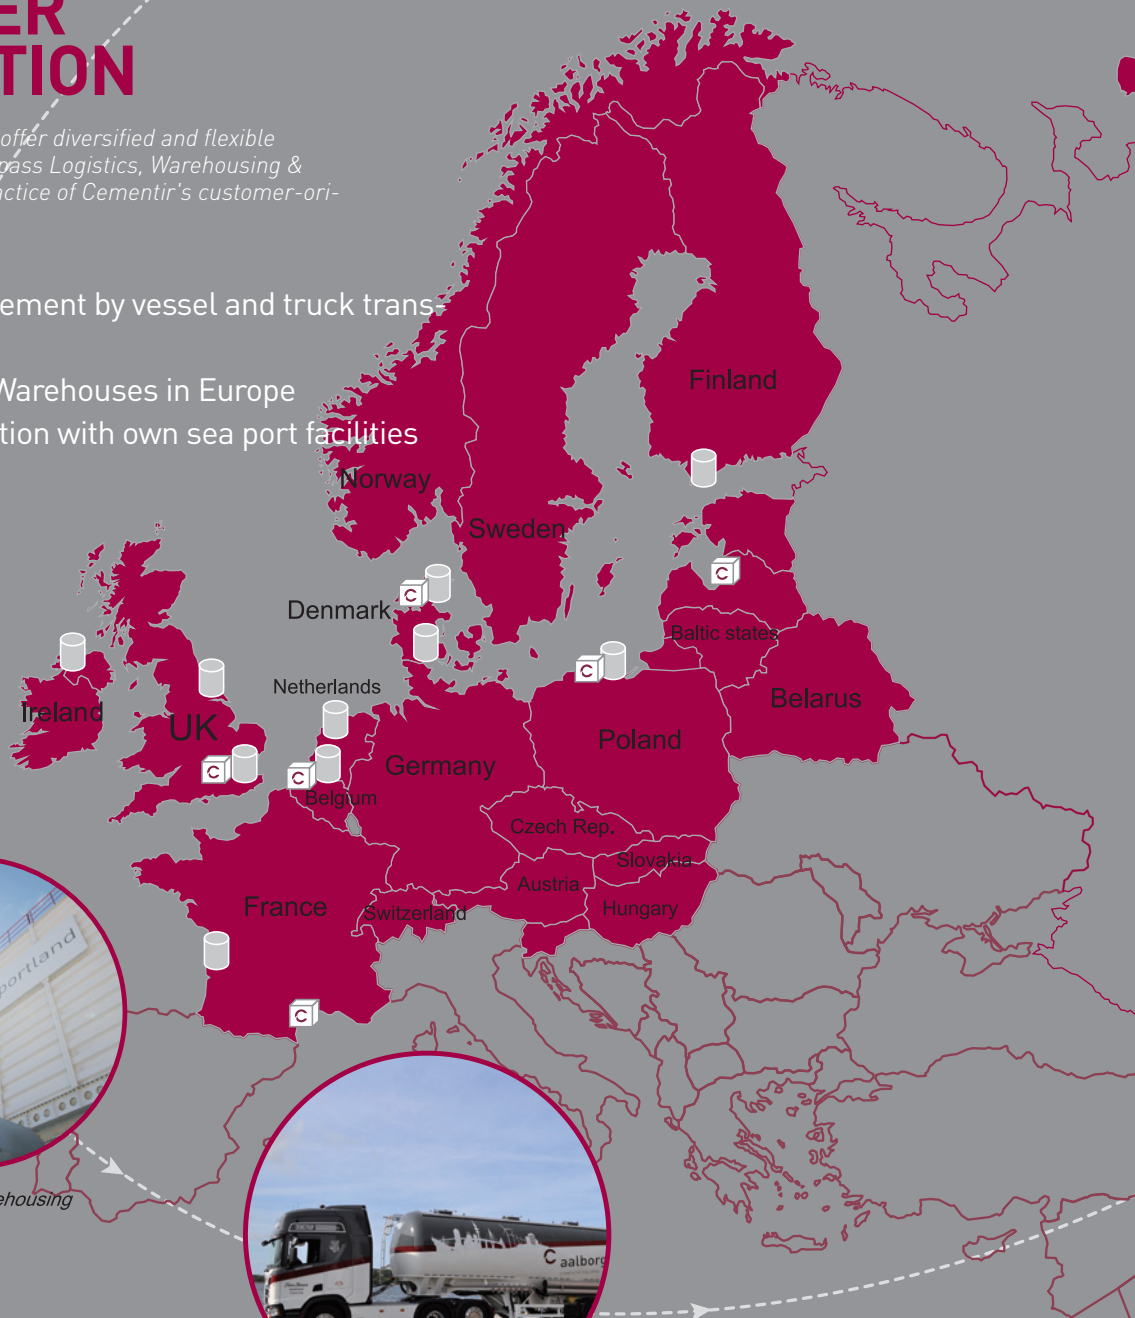 ER
TION
offer diversified and flexible
pass Logistics, Warehousing &
actice of Cementir's customer-ori-
ement by vessel and truck trans-
Warehouses in Europe
tion with own sea port facilities
Finland
Norway
Sweden
Denmark
Baltic states
Netherlands
Belarus
Ireland
UK
Poland
Germany
Belgium
Czech Rep.
Slovakia
Austria
France
Switzerland
Hungary
portland
ehousing
aalborg